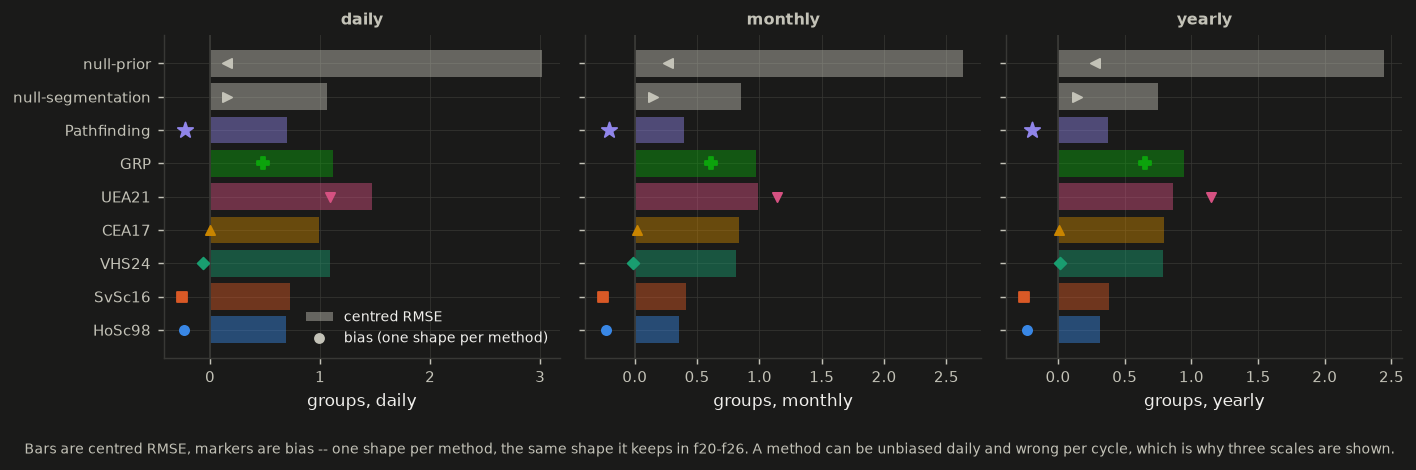 daily
monthly
yearly
null-prior
null-segmentation
Pathfinding
GRP
UEA21
CEA17
VHS24
SvSc16
HoSc98
centred RMSE
bias (one shape per method)
0 1 2 3
0.0 0.5 1.0 1.5 2.0 2.5
0.0 0.5 1.0 1.5 2.0 2.5
groups, daily
groups, monthly
groups, yearly
Bars are centred RMSE, markers are bias -- one shape per method, the same shape it keeps in f20-f26. A method can be unbiased daily and wrong per cycle, which is why three scales are shown.